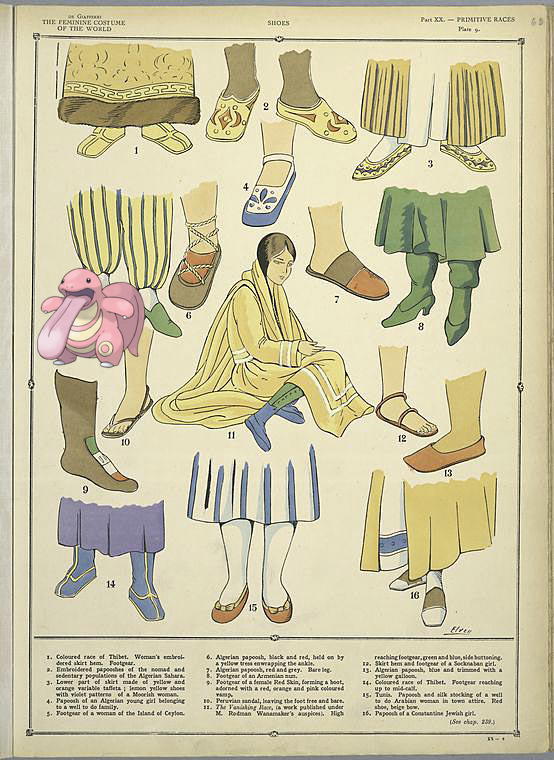 de Giafferri
THE FEMININE COSTUME
OF THE WORLD
SHOES
Part XX. — PRIMITIVE RACES
Plate 9.
1
2
3
4
6
7
8
9
10
11
12
13
14
15
16
1. Coloured race of Thibet. Woman's embroi-
dered skirt hem. Footgear.
2. Embroidered papooshes of the nomad and
sedentary populations of the Algerian Sahara.
3. Lower part of skirt made of yellow and
orange variable taffeta ; lemon yellow shoes
with violet patterns of a Moorish woman.
4. Papoosh of an Algerian young girl belonging
to a well to do family.
5. Footgear of a woman of the Island of Ceylon.
6. Algerian papoosh, black and red, held on by
a yellow tress enwrapping the ankle.
7. Algerian papoosh, red and grey. Bare leg.
8. Footgear of an Armenian nun.
9. Footgear of a female Red Skin, forming a boot,
adorned with a red, orange and pink coloured
vamp.
10. Peruvian sandal, leaving the foot free and bare.
11. The Vanishing Race, (a work published under
M. Rodman Wanamaker's auspices). High
reaching footgear, green and blue, side buttoning.
12. Skirt hem and footgear of a Socknaban girl.
13. Algerian papoosh, blue and trimmed with a
yellow galloon.
14. Coloured race of Thibet. Footgear reaching
up to mid-calf.
15. Tunis. Papoosh and silk stocking of a well
to do Arabian woman in town attire. Red
shoe, beige bow.
16. Papoosh of a Constantine Jewish girl.
(See chap. 239.)